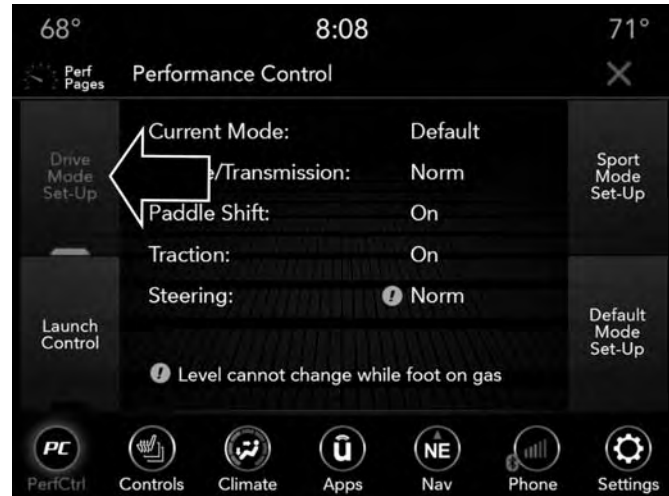 68° 8:08 71°
Perf
Pages
Performance Control
Drive
Mode
Set-Up
Launch
Control
Current Mode: Default
e/Transmission: Norm
Paddle Shift: On
Traction: On
Steering: ! Norm
! Level cannot change while foot on gas
Sport
Mode
Set-Up
Default
Mode
Set-Up
PC
PerfCtrl
Controls
Climate
û
Apps
NE
Nav
Phone
Settings